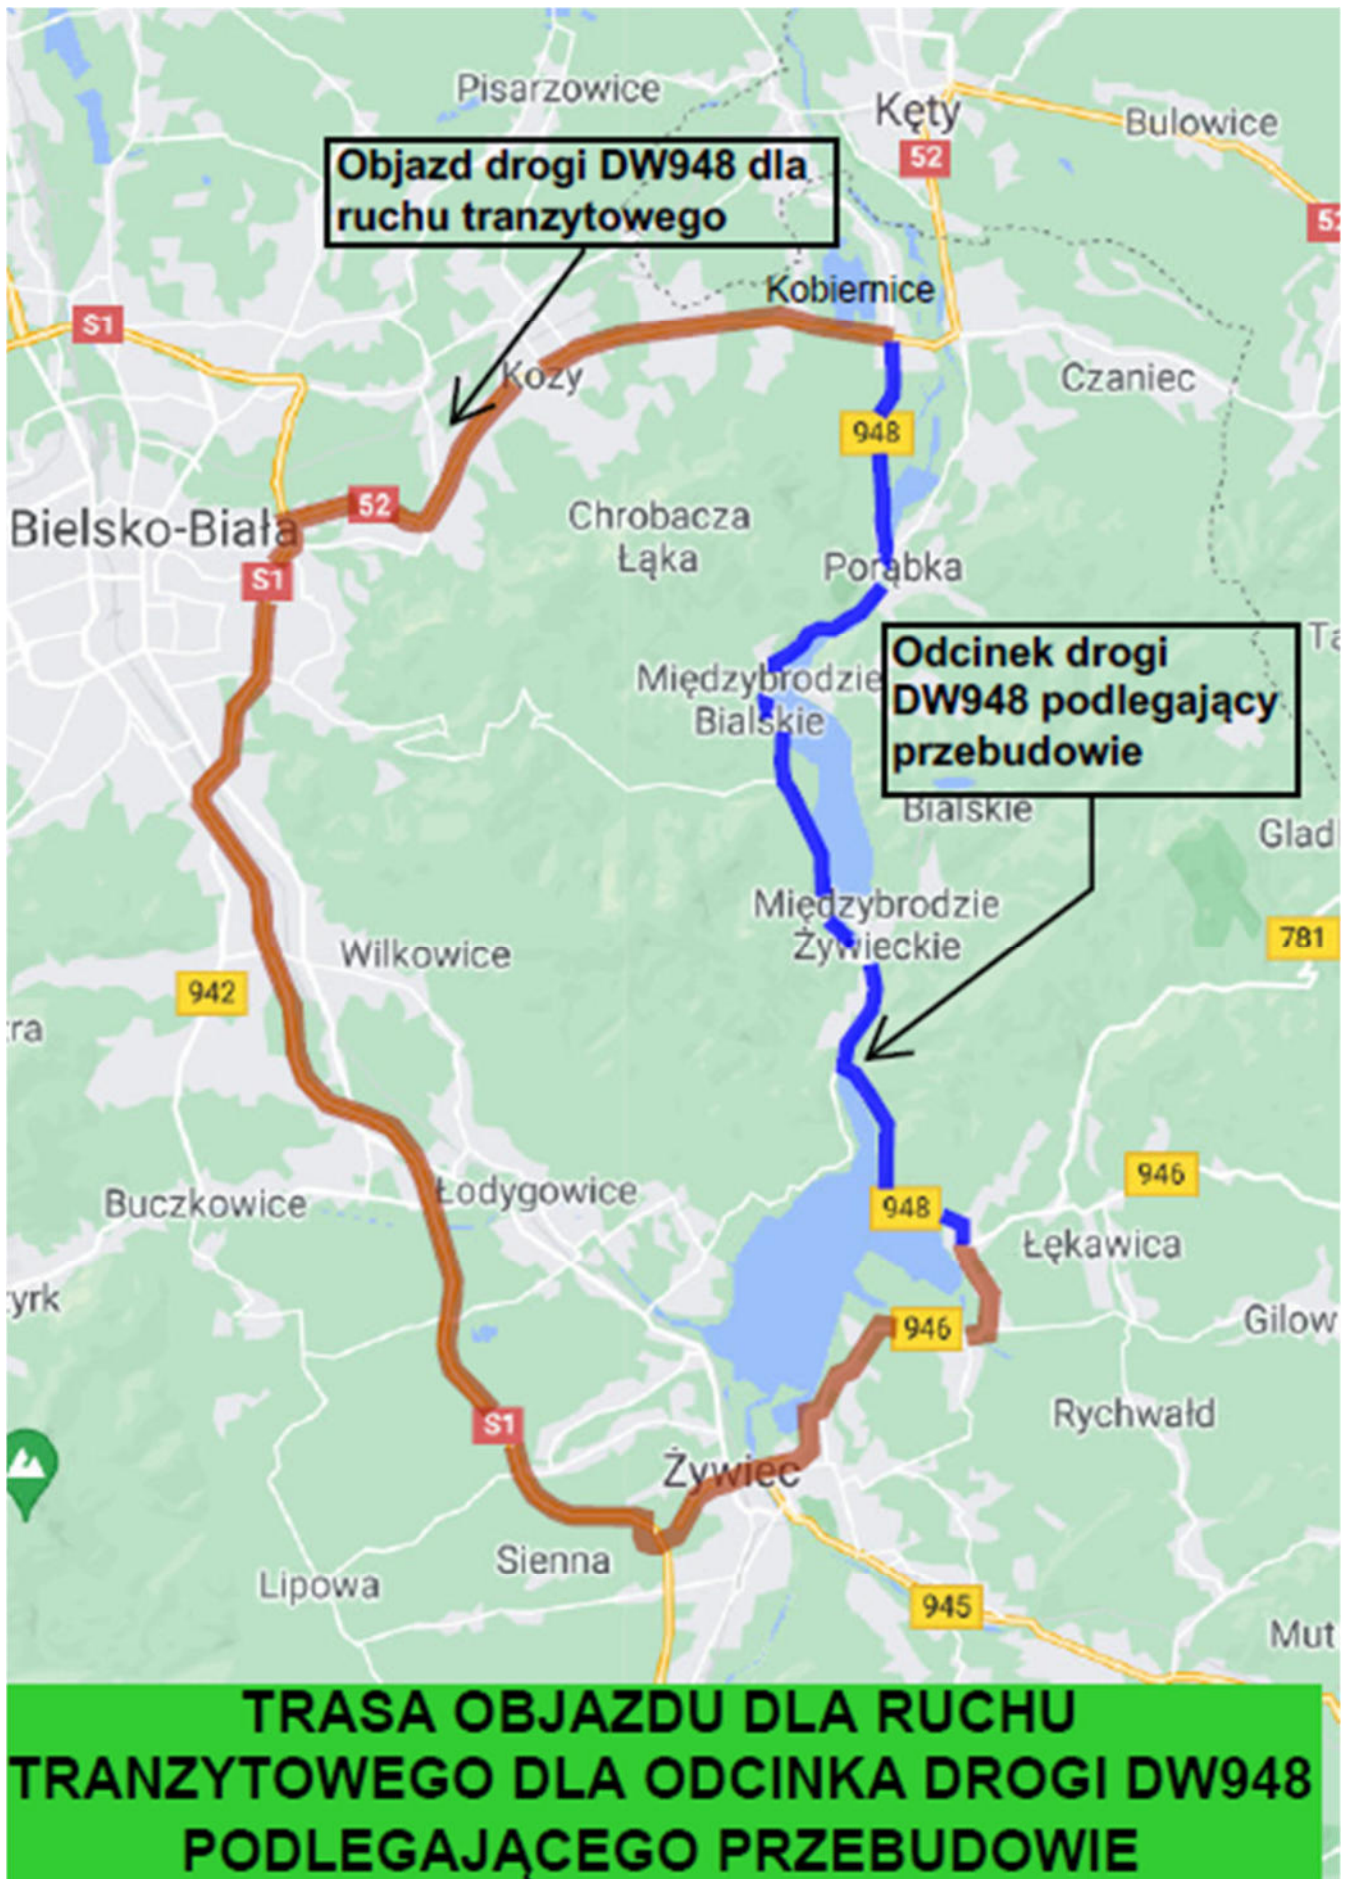 Pisarzowice
Kęty
Bulowice
52
Objazd drogi DW948 dla
ruchu tranzytowego
Kobiernice
S1
Kozy
Czaniec
948
52
Bielsko-Biała
Chrobacza
Łąka
Porąbka
S1
Odcinek drogi
DW948 podlegający
przebudowie
Międzybrodzie
Bialskie
Bialskie
Międzybrodzie
Żywieckie
781
Wilkowice
942
946
Buczkowice
Łodygowice
948
Łękawica
946
Gilow
S1
Rychwałd
Żywiec
Sienna
Lipowa
945
Mut
TRASA OBJAZDU DLA RUCHU
TRANZYTOWEGO DLA ODCINKA DROGI DW948
PODLEGAJĄCEGO PRZEBUDOWIE